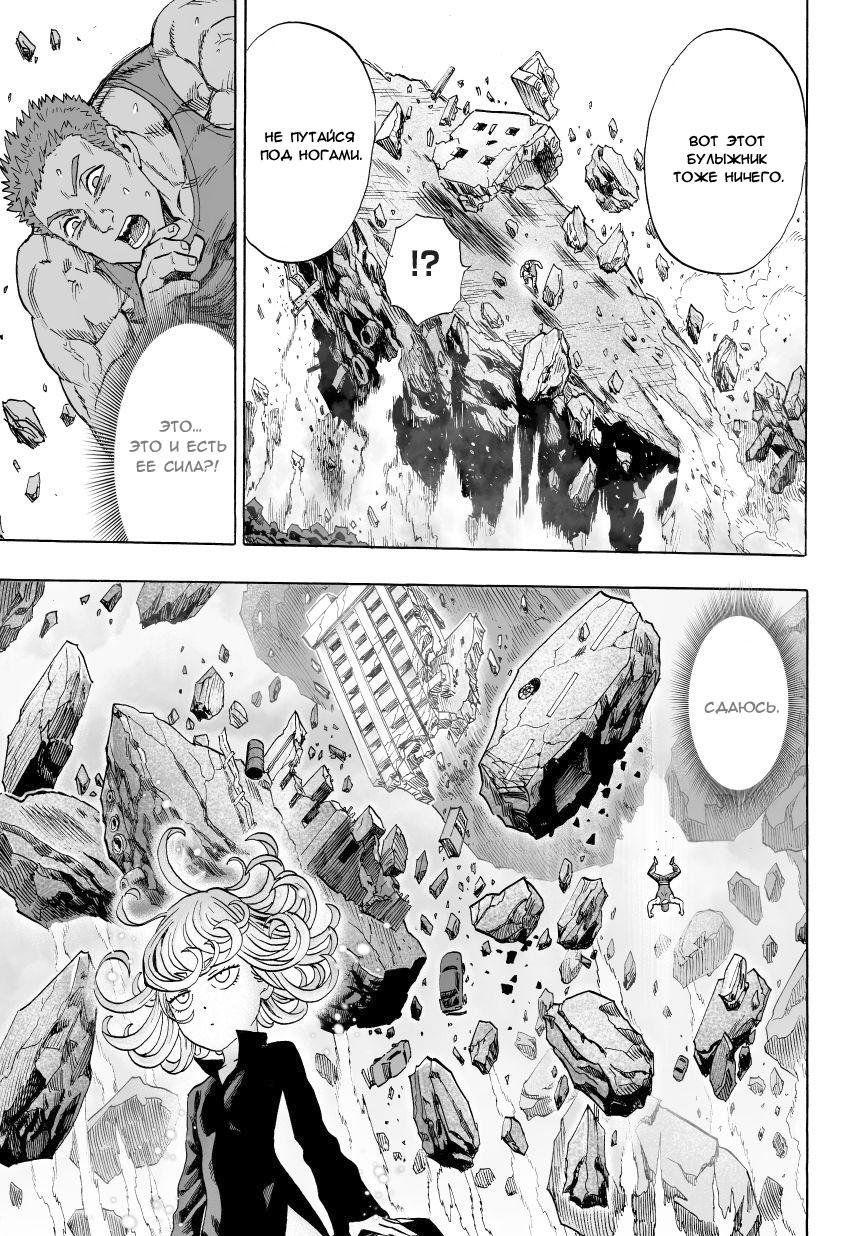 ВОТ ЭТОТ
БУЛЫЖНИК
ТОЖЕ НИЧЕГО.
НЕ ПУТАЙСЯ
ПОД НОГАМИ.
!?
ЭТО...
ЭТО И ЕСТЬ
ЕЕ СИЛА?!
СДАЮСЬ.